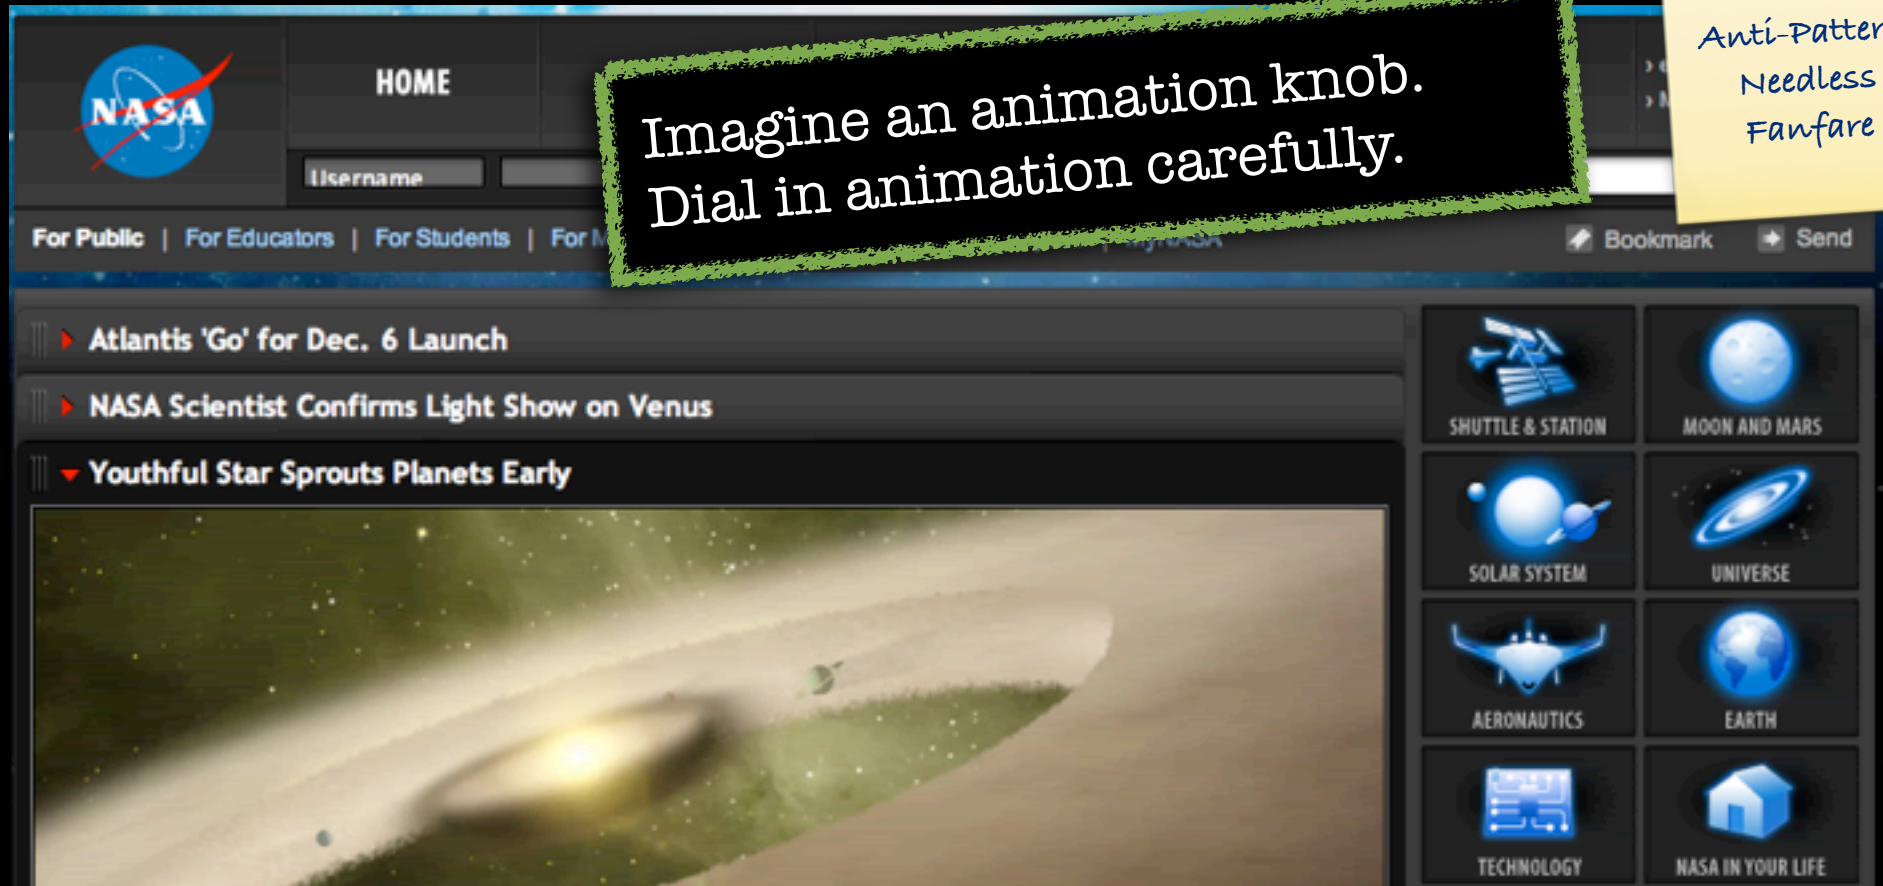 NASA
HOME
Imagine an animation knob.
Dial in animation carefully.
Needless
Fanfare
Username
For Public | For Educators | For Students | For
MyNASA
Bookmark
Send
Atlantis 'Go' for Dec. 6 Launch
NASA Scientist Confirms Light Show on Venus
Youthful Star Sprouts Planets Early
SHUTTLE & STATION
MOON AND MARS
SOLAR SYSTEM
UNIVERSE
AERONAUTICS
EARTH
TECHNOLOGY
NASA IN YOUR LIFE